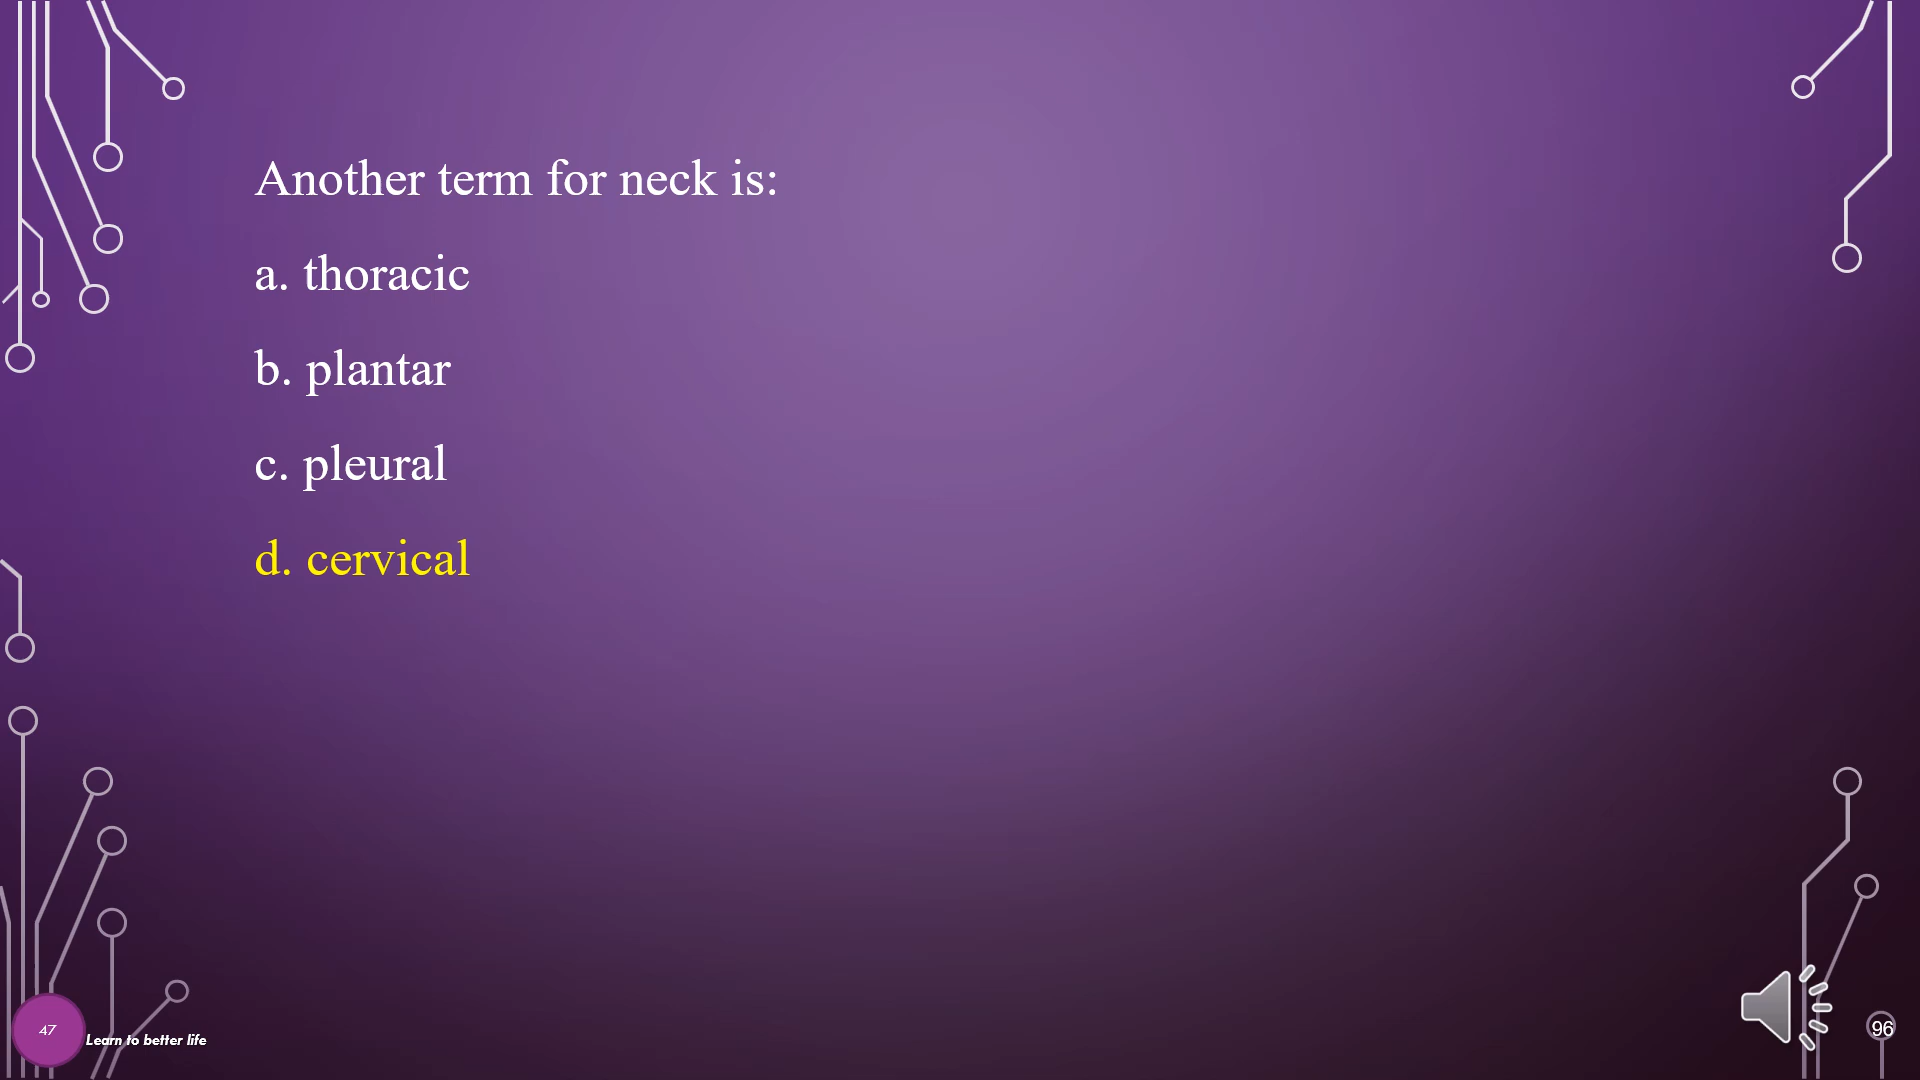 Another term for neck is:
a. thoracic
b. plantar
c. pleural
d. cervical
47
Learn to better life
96